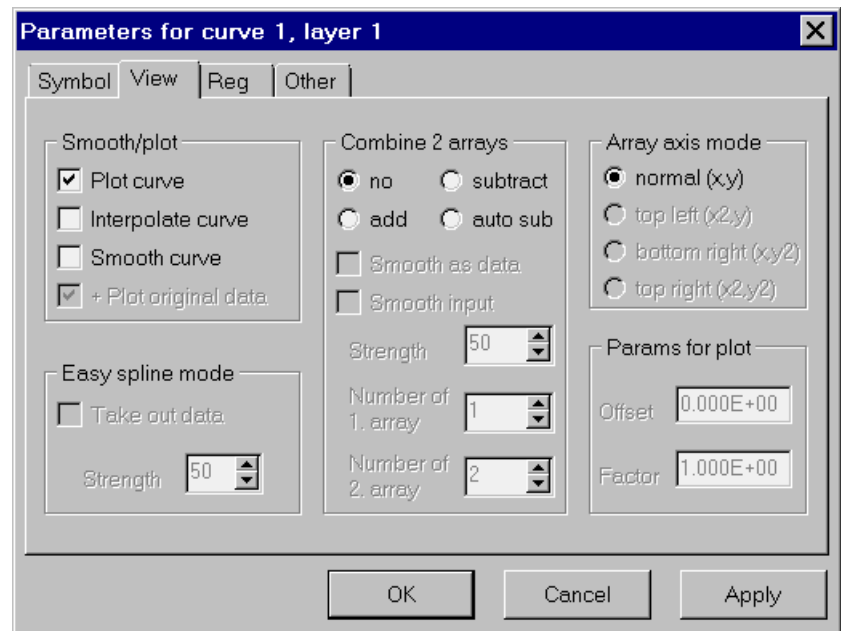 Parameters for curve 1, layer 1
Symbol View Reg Other
Smooth/plot
Plot curve
Interpolate curve
Smooth curve
+ Plot original data
Easy spline mode
Take out data
Strength 50
Combine 2 arrays
no subtract
add auto sub
Smooth as data
Smooth input
Strength 50
Number of
1. array 1
Number of
2. array 2
Array axis mode
normal (x,y)
top left (x2,y)
bottom right (x,y2)
top right (x2,y2)
Params for plot
Offset 0.000E+00
Factor 1.000E+00
OK Cancel Apply